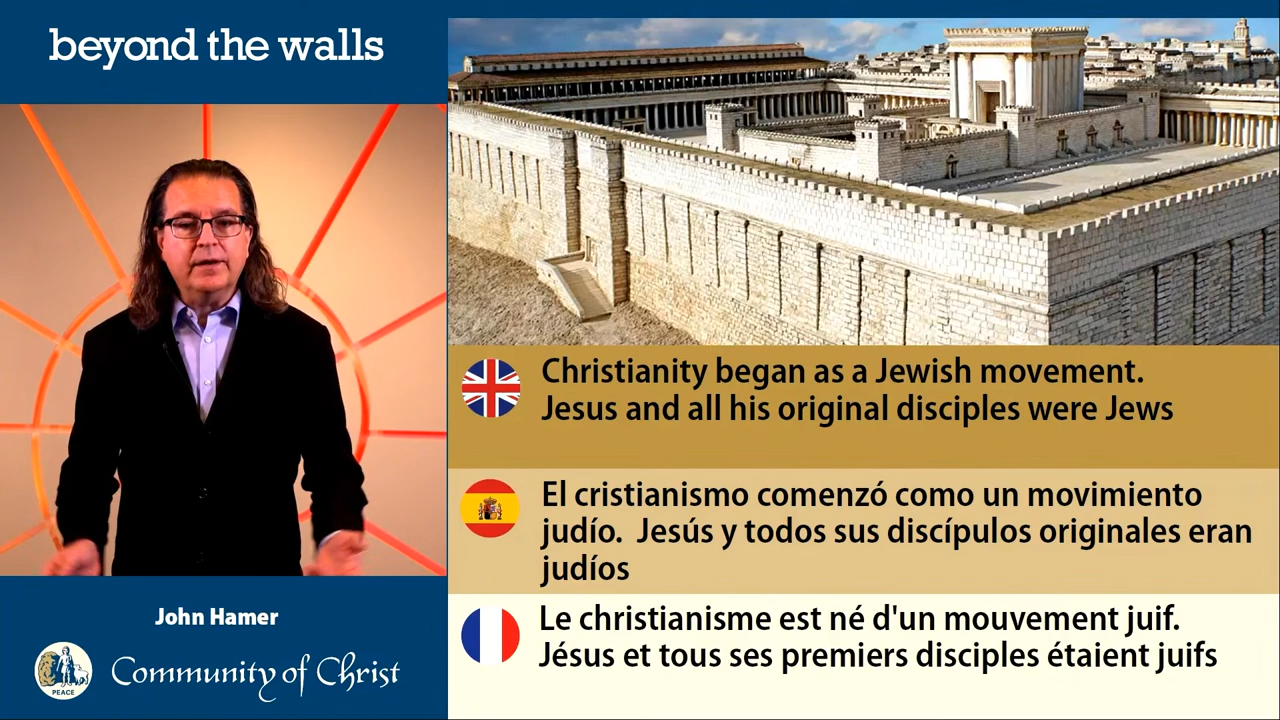 beyond the walls
Christianity began as a Jewish movement.
Jesus and all his original disciples were Jews
El cristianismo comenzó como un movimiento
judío.  Jesús y todos sus discípulos originales eran
judíos
Le christianisme est né d'un mouvement juif.
Jésus et tous ses premiers disciples étaient juifs
John Hamer
PEACE
Community of Christ